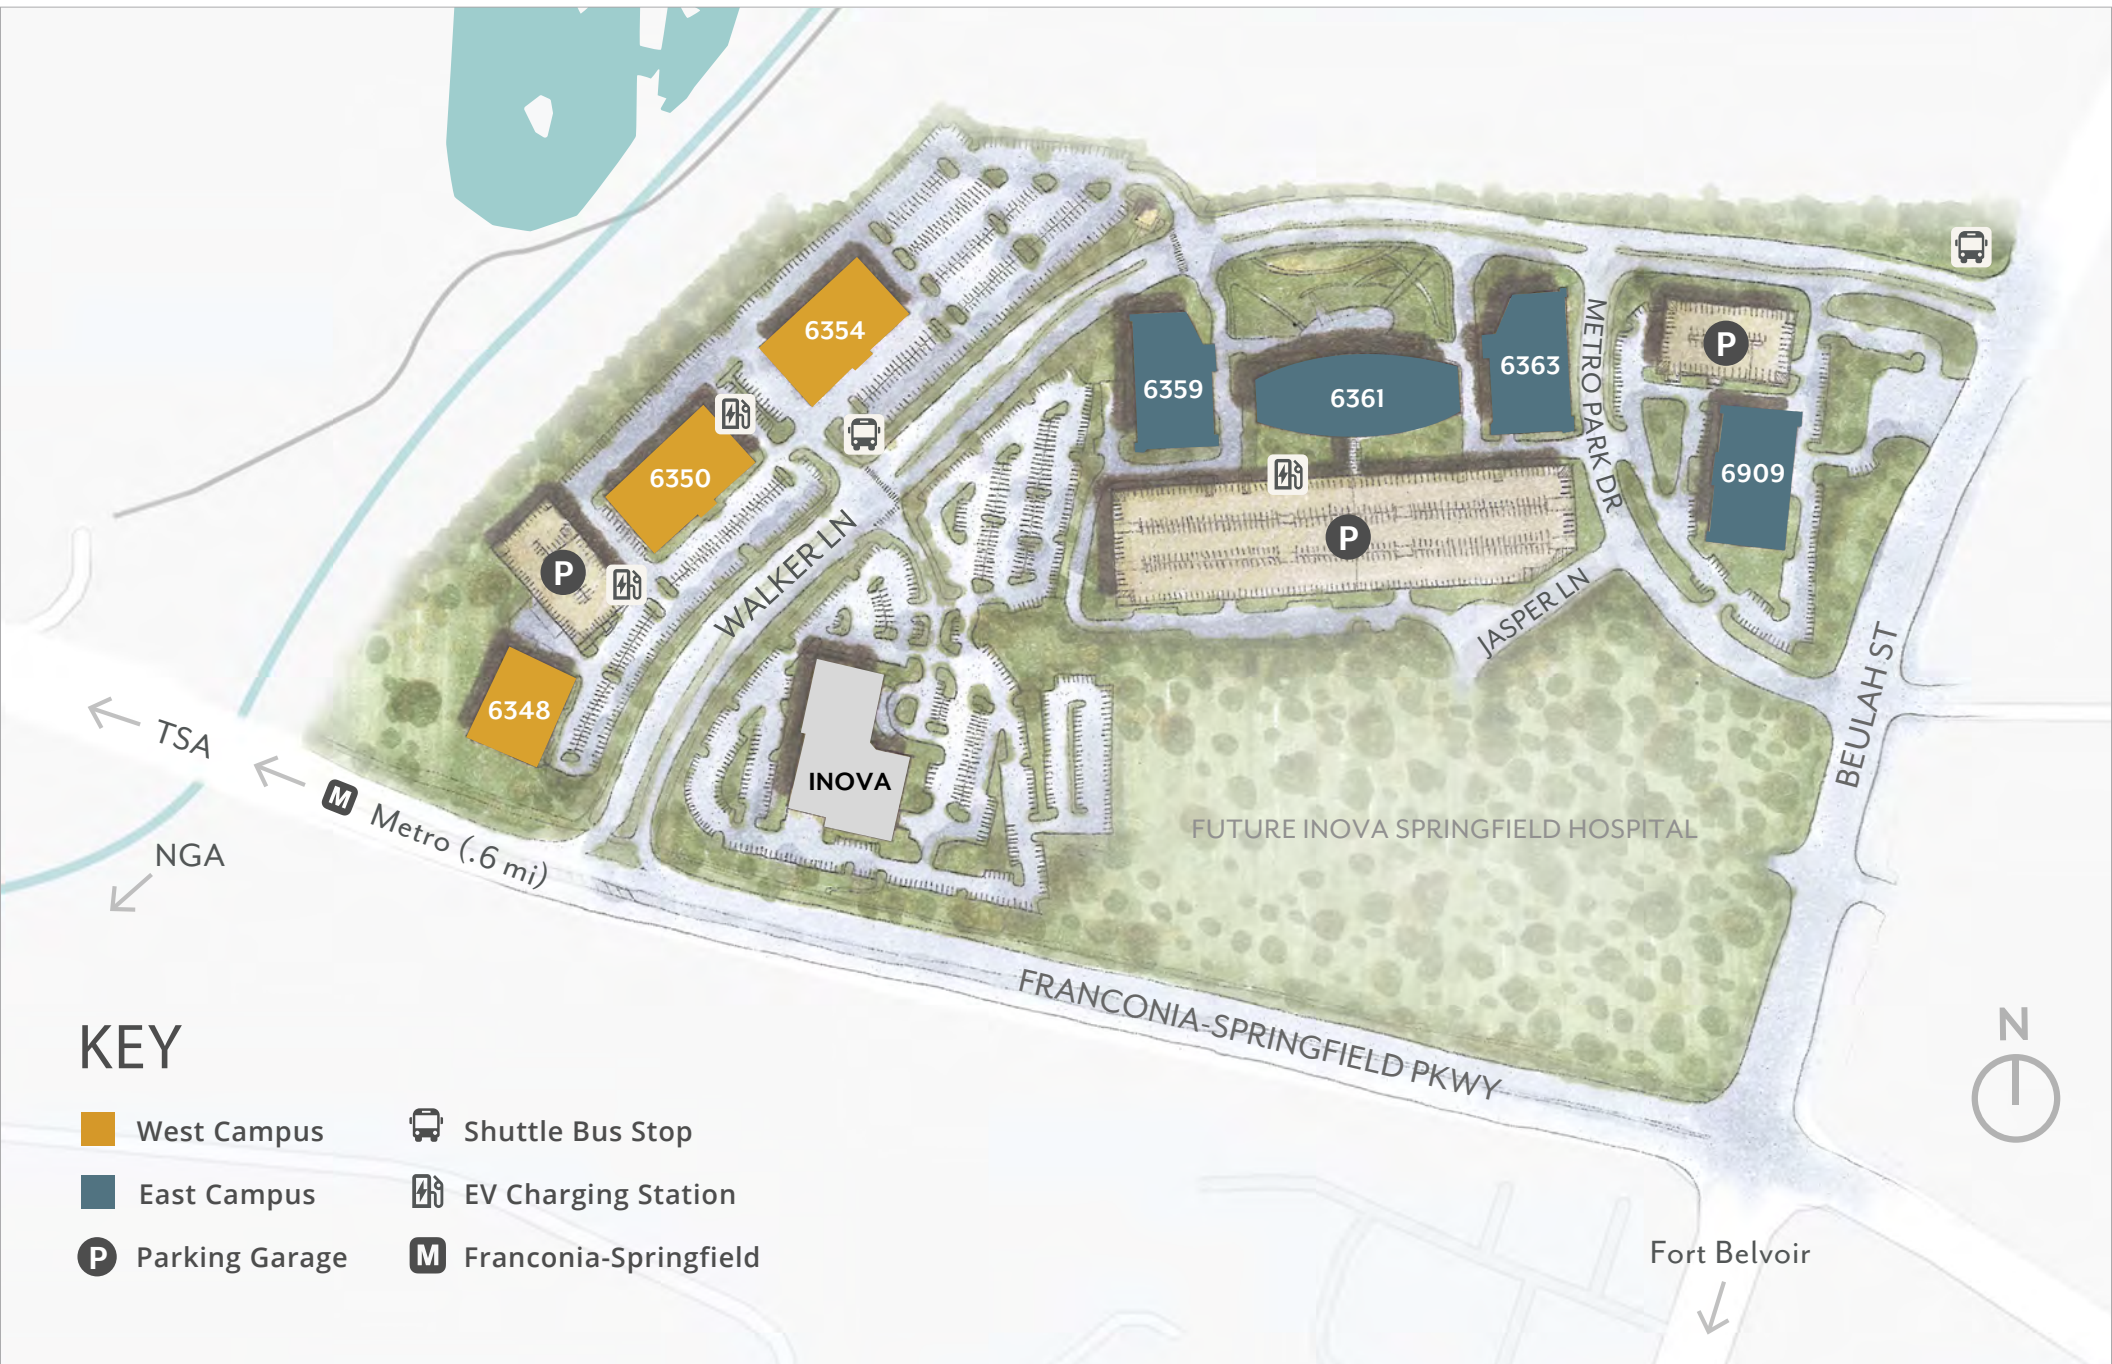 6354
6359
6361
6363
METRO PARK DR
P
6350
6909
P
P
WALKER LN
JASPER LN
6348
INOVA
BEULAH ST
FUTURE INOVA SPRINGFIELD HOSPITAL
TSA
M Metro (.6 mi)
NGA
FRANCONIA-SPRINGFIELD PKWY
N
KEY
West Campus
East Campus
P Parking Garage
Shuttle Bus Stop
EV Charging Station
M Franconia-Springfield
Fort Belvoir